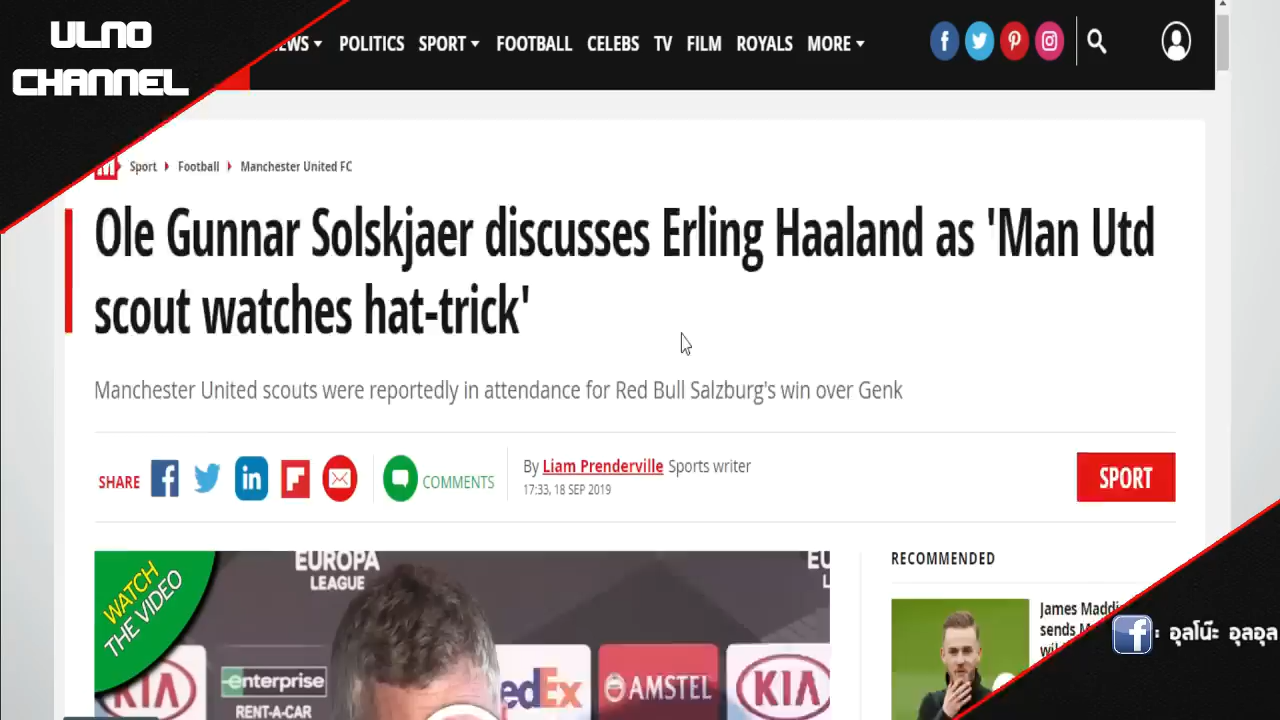 ULNO
CHANNEL
POLITICS SPORT FOOTBALL CELEBS TV FILM ROYALS MORE
Sport Football Manchester United FC
Ole Gunnar Solskjaer discusses Erling Haaland as 'Man Utd
scout watches hat-trick'
Manchester United scouts were reportedly in attendance for Red Bull Salzburg's win over Genk
SHARE
COMMENTS
By Liam Prenderville Sports writer
17:33, 18 SEP 2019
SPORT
WATCH
THE VIDEO
EUROPA
LEAGUE
KIA
enterprise
RENT-A-CAR
edEx
AMSTEL
KIA
RECOMMENDED
James Maddi
sends
: อุลโน๊ะ อุลอุล